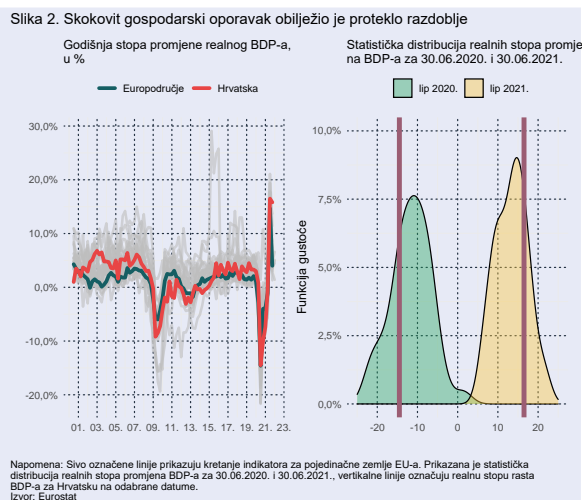 Slika 2. Skokovit gospodarski oporavak obilježio je proteklo razdoblje
Godišnja stopa promjene realnog BDP-a,
u %
Europodručje
Hrvatska
30,0%
20,0%
10,0%
0,0%
-10,0%
-20,0%
01. 03. 05. 07. 09. 11. 13. 15. 17. 19. 21. 23.
Statistička distribucija realnih stopa promje
na BDP-a za 30.06.2020. i 30.06.2021.
lip 2020.
lip 2021.
Funkcija gustoće
10,0%
7,5%
5,0%
2,5%
0,0%
-20 -10 0 10 20
Napomena: Sivo označene linije prikazuju kretanje indikatora za pojedinačne zemlje EU-a. Prikazana je statistička
distribucija realnih stopa promjena BDP-a za 30.06.2020. i 30.06.2021., vertikalne linije označuju realnu stopu rasta
BDP-a za Hrvatsku na odabrane datume.
Izvor: Eurostat